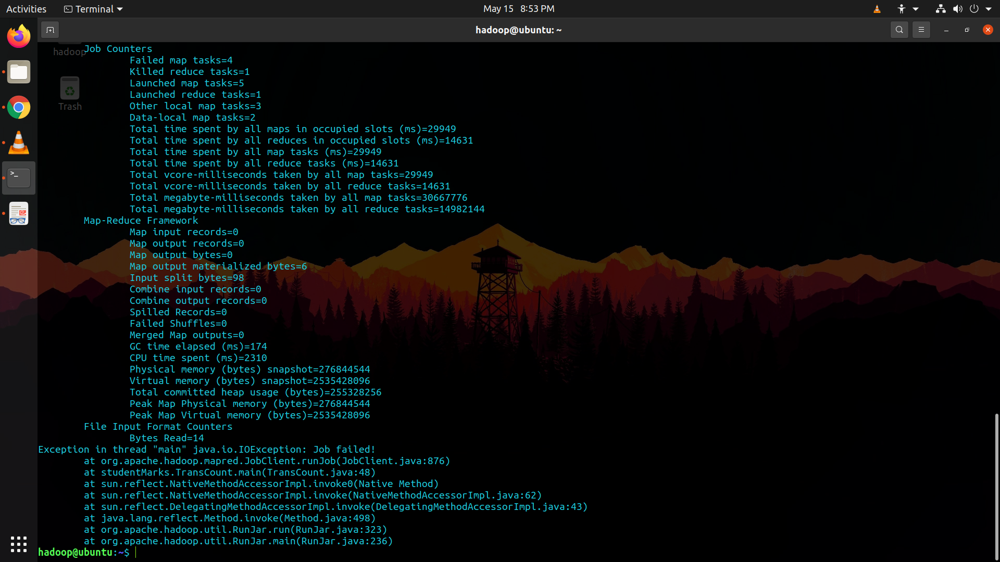 Activities
Terminal
May 15 8:53 PM
hadoop@ubuntu: ~
hadoop
Trash
Job Counters
Failed map tasks=4
Killed reduce tasks=1
Launched map tasks=5
Launched reduce tasks=1
Other local map tasks=3
Data-local map tasks=2
Total time spent by all maps in occupied slots (ms)=29949
Total time spent by all reduces in occupied slots (ms)=14631
Total time spent by all map tasks (ms)=29949
Total time spent by all reduce tasks (ms)=14631
Total vcore-milliseconds taken by all map tasks=29949
Total vcore-milliseconds taken by all reduce tasks=14631
Total megabyte-milliseconds taken by all map tasks=30667776
Total megabyte-milliseconds taken by all reduce tasks=14982144
Map-Reduce Framework
Map input records=0
Map output records=0
Map output bytes=0
Map output materialized bytes=6
Input split bytes=98
Combine input records=0
Combine output records=0
Spilled Records=0
Failed Shuffles=0
Merged Map outputs=0
GC time elapsed (ms)=174
CPU time spent (ms)=2310
Physical memory (bytes) snapshot=276844544
Virtual memory (bytes) snapshot=2535428096
Total committed heap usage (bytes)=255328256
Peak Map Physical memory (bytes)=276844544
Peak Map Virtual memory (bytes)=2535428096
File Input Format Counters
Bytes Read=14
Exception in thread "main" java.io.IOException: Job failed!
at org.apache.hadoop.mapred.JobClient.runJob(JobClient.java:876)
at studentMarks.TransCount.main(TransCount.java:48)
at sun.reflect.NativeMethodAccessorImpl.invoke0(Native Method)
at sun.reflect.NativeMethodAccessorImpl.invoke(NativeMethodAccessorImpl.java:62)
at sun.reflect.DelegatingMethodAccessorImpl.invoke(DelegatingMethodAccessorImpl.java:43)
at java.lang.reflect.Method.invoke(Method.java:498)
at org.apache.hadoop.util.RunJar.run(RunJar.java:323)
at org.apache.hadoop.util.RunJar.main(RunJar.java:236)
hadoop@ubuntu:~$